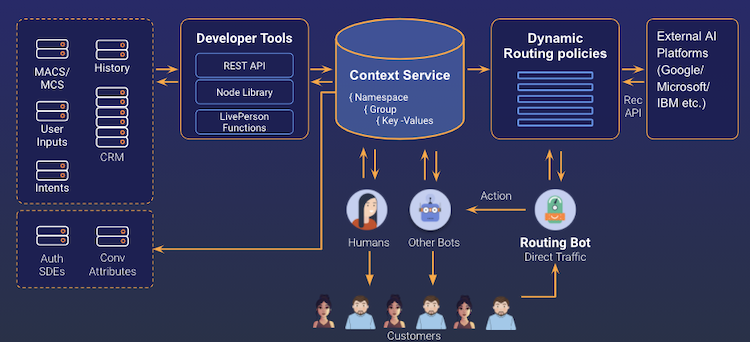 MACS/
MCS
History
User
Inputs
CRM
Intents
Auth
SDEs
Conv
Attributes
Developer Tools
REST API
Node Library
LivePerson
Functions
Context Service
{ Namespace
{ Group
{ Key -Values
Dynamic
Routing policies
Rec
API
External AI
Platforms
(Google/
Microsoft/
IBM etc.)
Humans
Other Bots
Action
Routing Bot
Direct Traffic
Customers